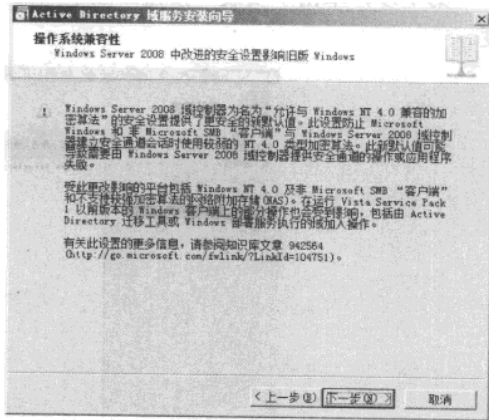 Active Directory 域服务安装向导
操作系统兼容性
Windows Server 2008 中改进的安全设置影响旧版 Windows
Windows Server 2008 域控制器为名为“允许与 Windows NT 4.0 兼容的加
密算法”的安全设置提供了更安全的新默认值。此设置防止 Microsoft
Windows 和 非 Microsoft SMB “客户端”与 Windows Server 2008 域控制
器建立安全通道会话时使用较弱的 NT 4.0 类型加密算法。此新默认值可能
导致需要由 Windows Server 2008 域控制器提供安全通道的操作或应用程序
失败。
受此更改影响的平台包括 Windows NT 4.0 及非 Microsoft SMB “客户端”
和不支持较强加密算法的网络附加存储(NAS)。在运行 Vista Service Pack
1 以前版本的 Windows 客户端上的部分操作也会受到影响，包括由 Active
Directory 迁移工具或 Windows 部署服务执行的域加入操作。
有关此设置的更多信息，请参阅知识库文章 942564
(http://go.microsoft.com/fwlink/?LinkId=104751)。
< 上一步(B) 下一步(N) > 取消